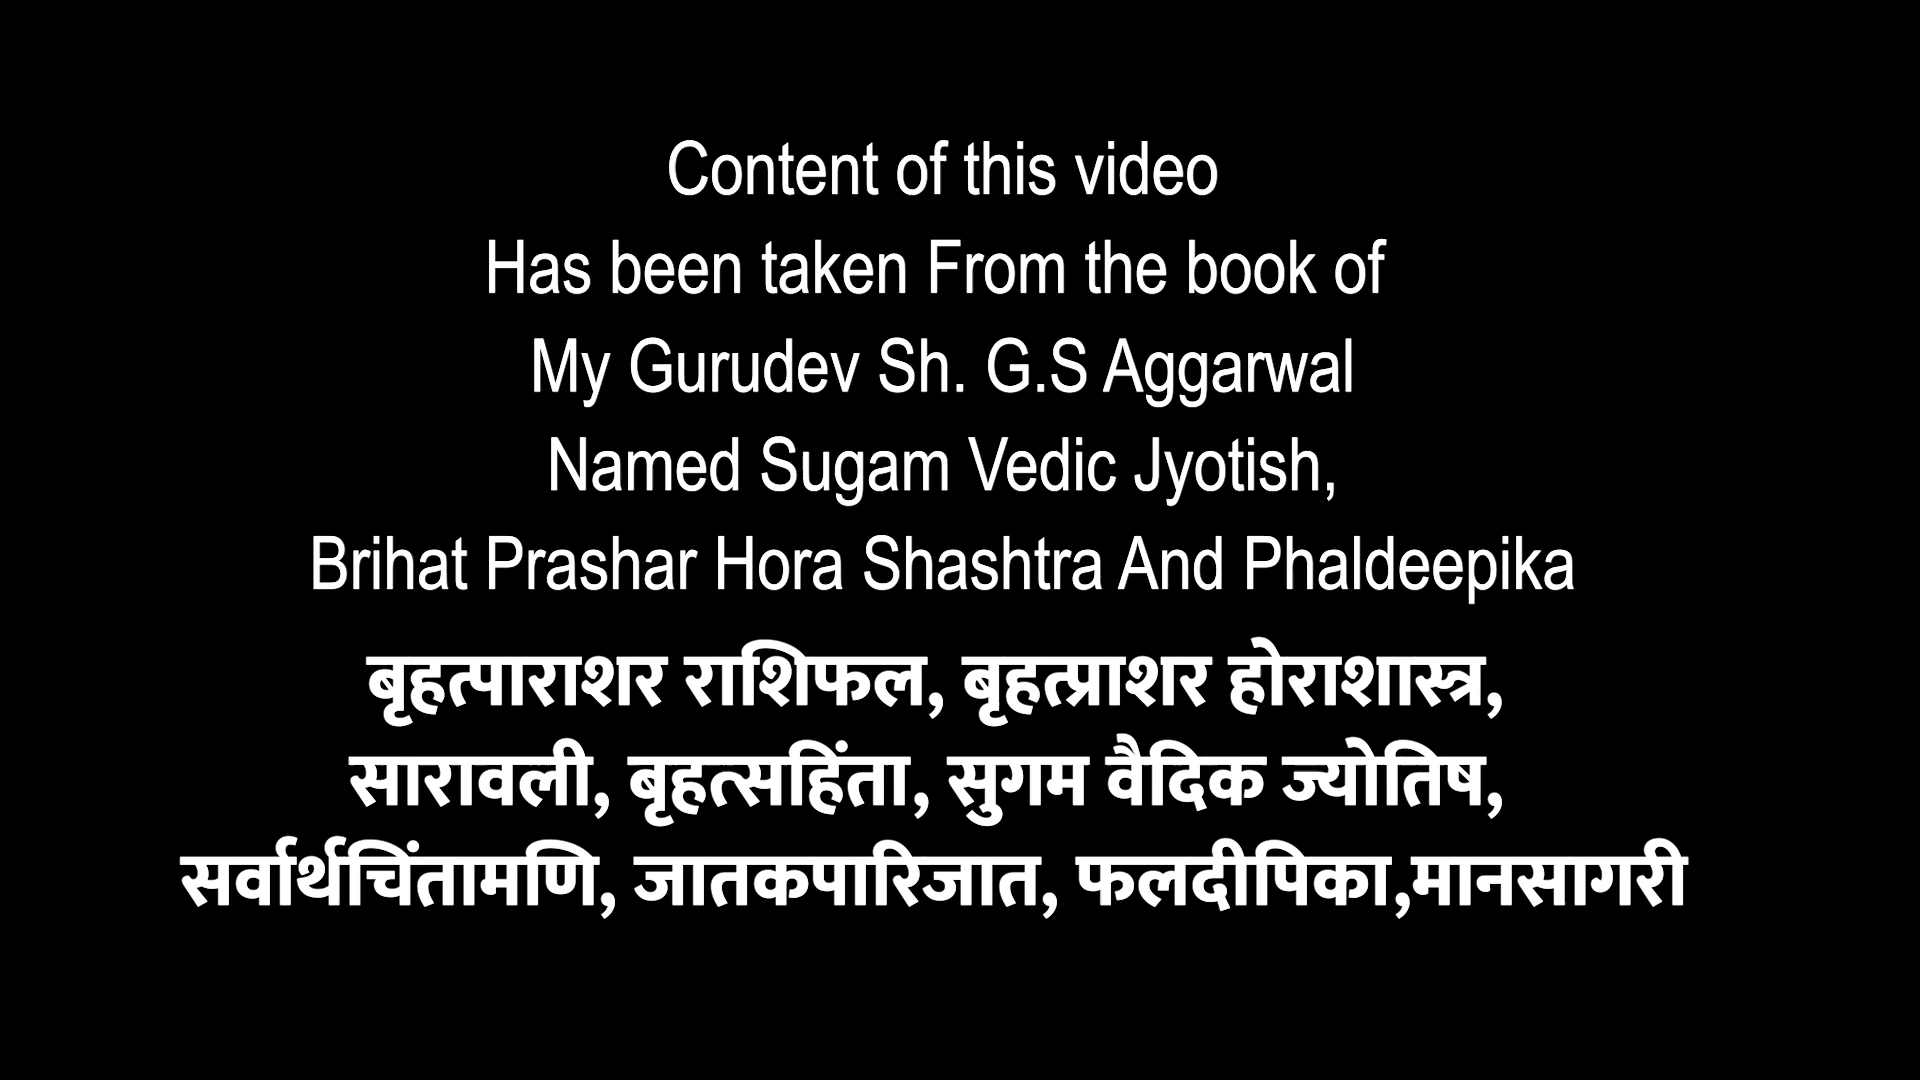 Content of this video
Has been taken From the book of
My Gurudev Sh. G.S Aggarwal
Named Sugam Vedic Jyotish,
Brihat Prashar Hora Shashtra And Phaldeepika
बृहत्पाराशर राशिफल, बृहत्प्राशर होराशास्त्र,
सारावली, बृहत्सहिंता, सुगम वैदिक ज्योतिष,
सर्वार्थचिंतामणि, जातकपारिजात, फलदीपिका,मानसागरी